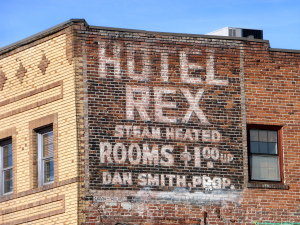 HOTEL
REX
STEAM HEATED
ROOMS $1.00 UP
DAN SMITH, PROP.